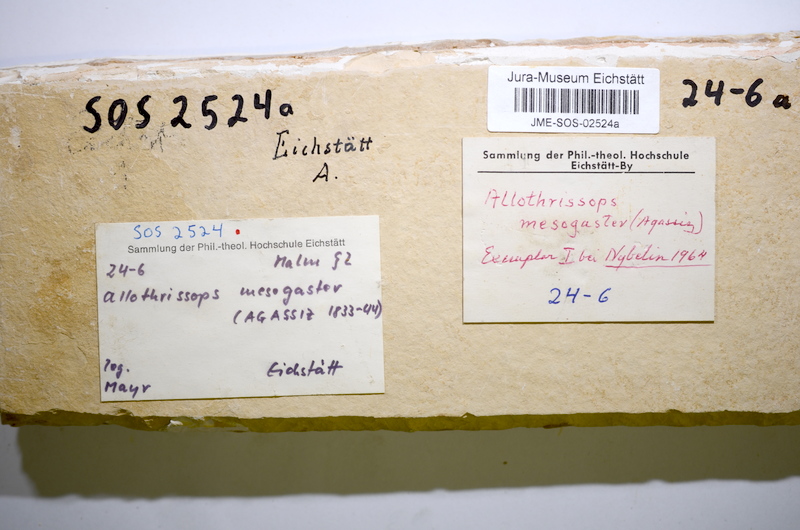 SOS 2524a
Eichstätt
A.
Jura-Museum Eichstätt
JME-SOS-02524a
24-6a
Sammlung der Phil.-theol. Hochschule
Eichstätt-By
Allothrissops
mesogaster (Agassiz)
Exemplar I bei Nybelin 1964
24-6
SOS 2524
Sammlung der Phil.-theol. Hochschule Eichstätt
24-6 Malm ζ2
allothrissops mesogaster
(AGASSIZ 1833-44)
leg.
Mayr Eichstätt